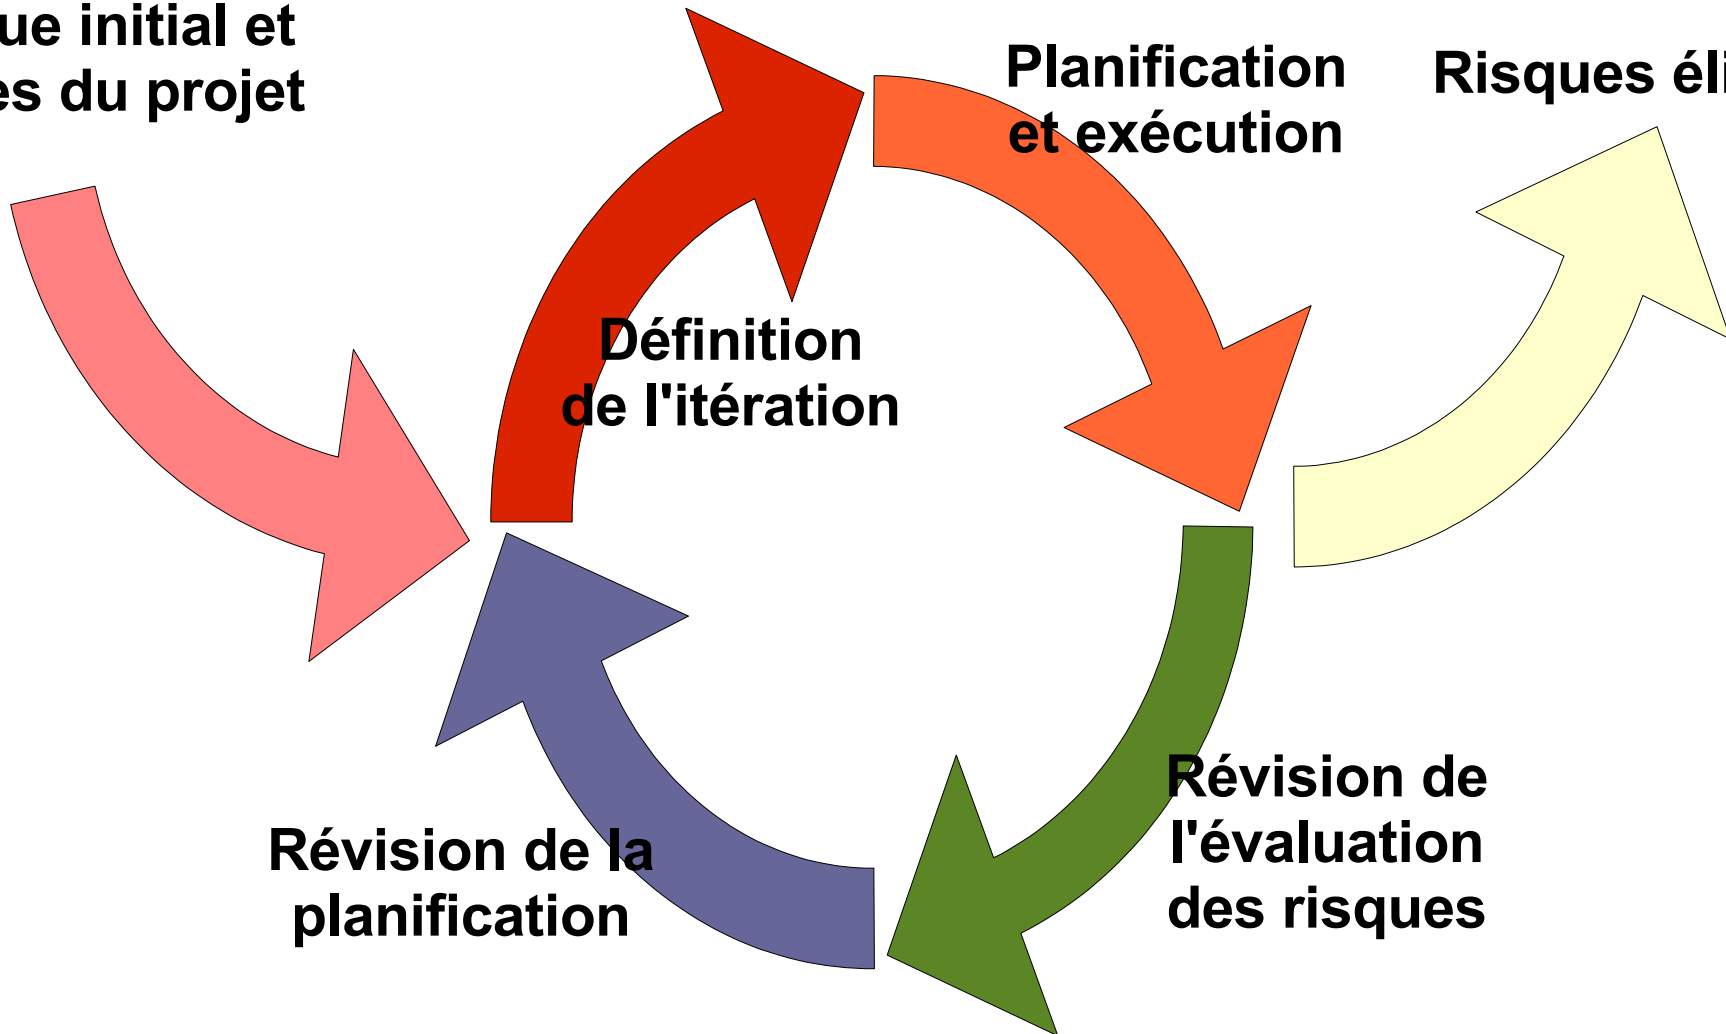 ue initial et
es du projet
Définition
de l'itération
Planification
et exécution
Risques éli
Révision de
l'évaluation
des risques
Révision de la
planification